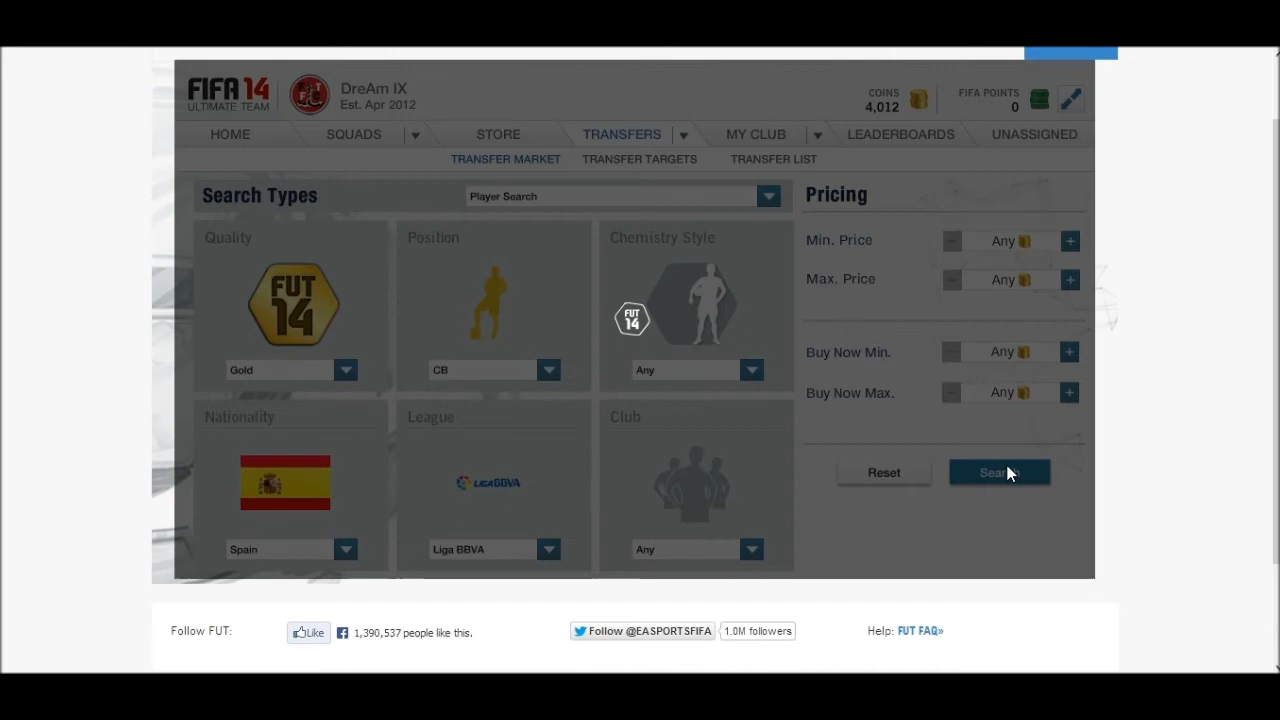 FIFA 14
ULTIMATE TEAM
DreAm IX
Est. Apr 2012
COINS
4,012
FIFA POINTS
0
HOME
SQUADS
STORE
TRANSFERS
MY CLUB
LEADERBOARDS
UNASSIGNED
TRANSFER MARKET
TRANSFER TARGETS
TRANSFER LIST
Search Types
Player Search
Pricing
Quality
Position
Chemistry Style
FUT
14
FUT
14
Gold
CB
Any
Min. Price
Any
Max. Price
Any
Buy Now Min.
Any
Buy Now Max.
Any
Nationality
League
Club
LIGA BBVA
Spain
Liga BBVA
Any
Reset
Search
Follow FUT:
Like
1,390,537 people like this.
Follow @EASPORTSFIFA
1.0M followers
Help: FUT FAQ»